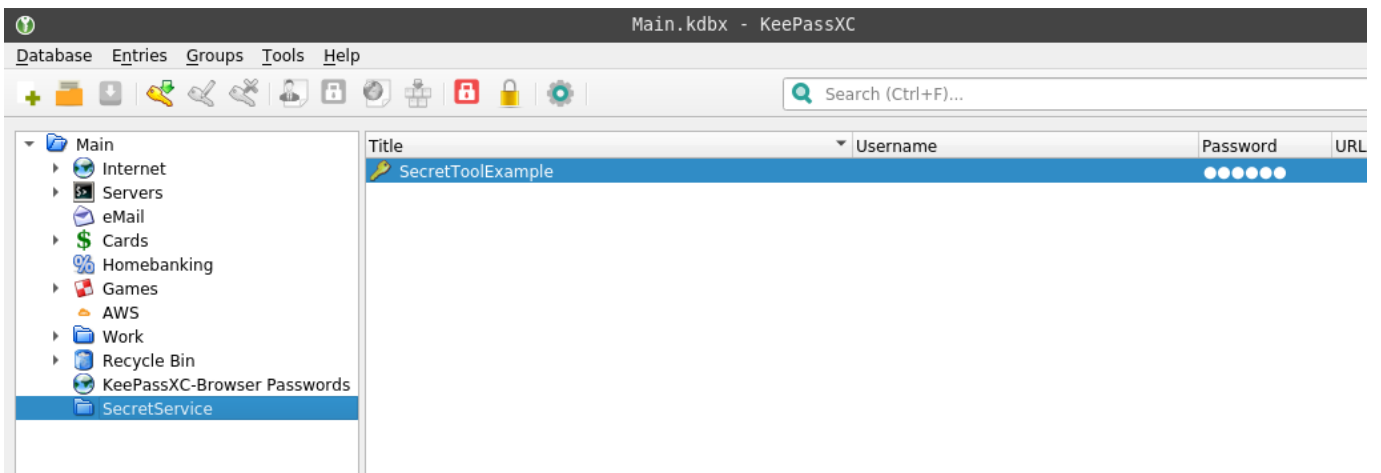 Main.kdbx - KeePassXC
Database Entries Groups Tools Help
Search (Ctrl+F)...
Main
Internet
Servers
eMail
Cards
Homebanking
Games
AWS
Work
Recycle Bin
KeePassXC-Browser Passwords
SecretService
Title Username Password URL
SecretToolExample ●●●●●●